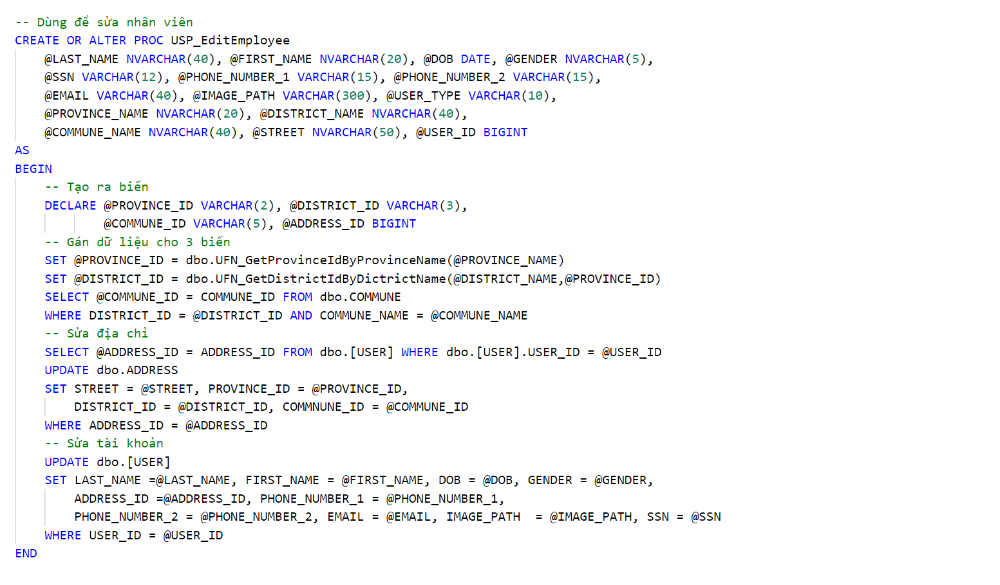 -- Dùng để sửa nhân viên
CREATE OR ALTER PROC USP_EditEmployee
@LAST_NAME NVARCHAR(40), @FIRST_NAME NVARCHAR(20), @DOB DATE, @GENDER NVARCHAR(5),
@SSN VARCHAR(12), @PHONE_NUMBER_1 VARCHAR(15), @PHONE_NUMBER_2 VARCHAR(15),
@EMAIL VARCHAR(40), @IMAGE_PATH VARCHAR(300), @USER_TYPE VARCHAR(10),
@PROVINCE_NAME NVARCHAR(20), @DISTRICT_NAME NVARCHAR(40),
@COMMUNE_NAME NVARCHAR(40), @STREET NVARCHAR(50), @USER_ID BIGINT
AS
BEGIN
-- Tạo ra biến
DECLARE @PROVINCE_ID VARCHAR(2), @DISTRICT_ID VARCHAR(3),
@COMMUNE_ID VARCHAR(5), @ADDRESS_ID BIGINT
-- Gán dữ liệu cho 3 biến
SET @PROVINCE_ID = dbo.UFN_GetProvinceIdByProvinceName(@PROVINCE_NAME)
SET @DISTRICT_ID = dbo.UFN_GetDistrictIdByDictrictName(@DISTRICT_NAME,@PROVINCE_ID)
SELECT @COMMUNE_ID = COMMUNE_ID FROM dbo.COMMUNE
WHERE DISTRICT_ID = @DISTRICT_ID AND COMMUNE_NAME = @COMMUNE_NAME
-- Sửa địa chỉ
SELECT @ADDRESS_ID = ADDRESS_ID FROM dbo.[USER] WHERE dbo.[USER].USER_ID = @USER_ID
UPDATE dbo.ADDRESS
SET STREET = @STREET, PROVINCE_ID = @PROVINCE_ID,
DISTRICT_ID = @DISTRICT_ID, COMMNUNE_ID = @COMMUNE_ID
WHERE ADDRESS_ID = @ADDRESS_ID
-- Sửa tài khoản
UPDATE dbo.[USER]
SET LAST_NAME =@LAST_NAME, FIRST_NAME = @FIRST_NAME, DOB = @DOB, GENDER = @GENDER,
ADDRESS_ID =@ADDRESS_ID, PHONE_NUMBER_1 = @PHONE_NUMBER_1,
PHONE_NUMBER_2 = @PHONE_NUMBER_2, EMAIL = @EMAIL, IMAGE_PATH  = @IMAGE_PATH, SSN = @SSN
WHERE USER_ID = @USER_ID
END